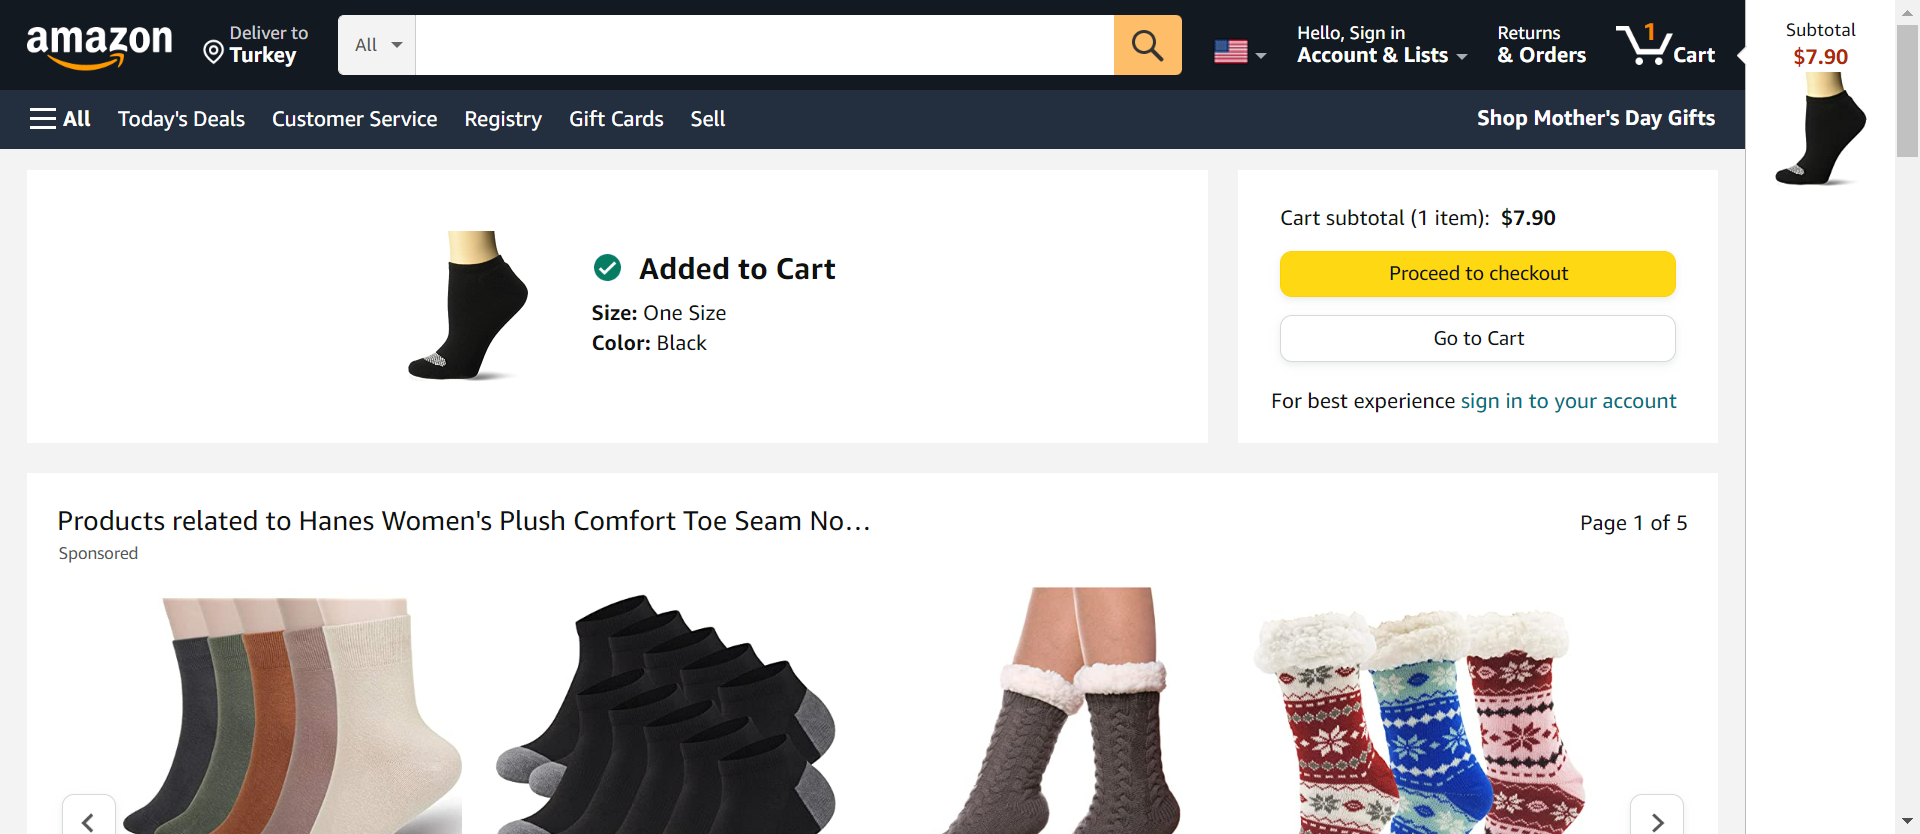 amazon
Deliver to
Turkey
All
Hello, Sign in
Account & Lists
Returns
& Orders
1
Cart
Subtotal
$7.90
All
Today's Deals
Customer Service
Registry
Gift Cards
Sell
Shop Mother's Day Gifts
Added to Cart
Size: One Size
Color: Black
Cart subtotal (1 item): $7.90
Proceed to checkout
Go to Cart
For best experience sign in to your account
Products related to Hanes Women's Plush Comfort Toe Seam No…
Page 1 of 5
Sponsored